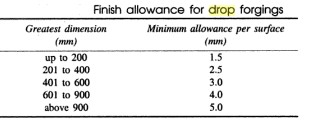 Finish allowance for drop forgings
Greatest dimension Minimum allowance per surface
(mm) (mm)
up to 200 1.5
201 to 400 2.5
401 to 600 3.0
601 to 900 4.0
above 900 5.0